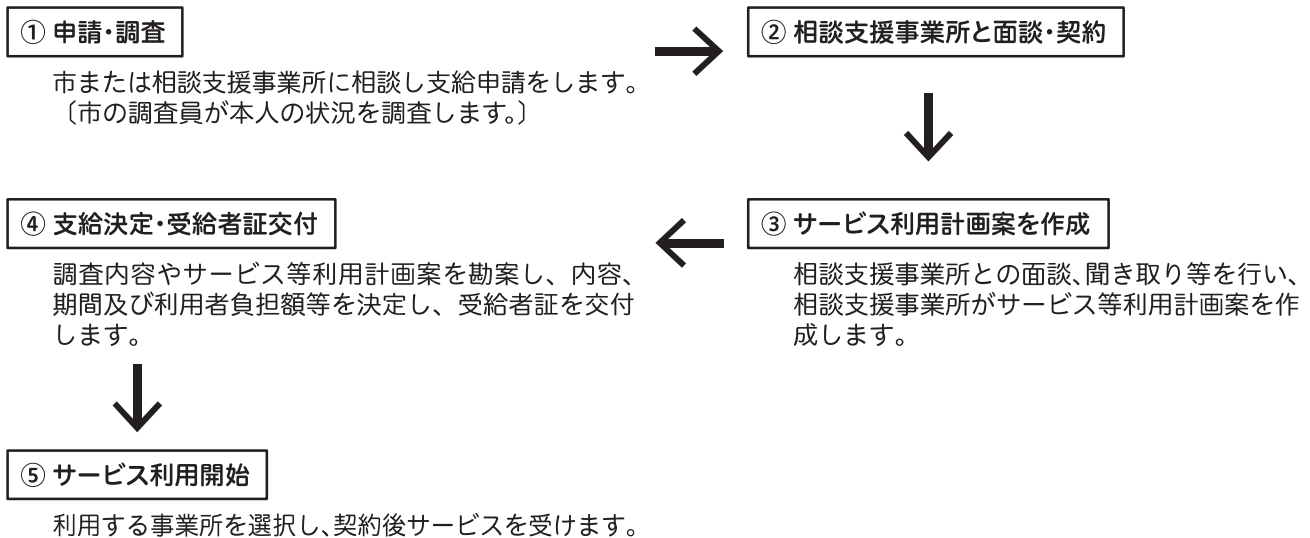 ① 申請・調査
市または相談支援事業所に相談し支給申請をします。
〔市の調査員が本人の状況を調査します。〕
② 相談支援事業所と面談・契約
③ サービス利用計画案を作成
相談支援事業所との面談、聞き取り等を行い、
相談支援事業所がサービス等利用計画案を作
成します。
④ 支給決定・受給者証交付
調査内容やサービス等利用計画案を勘案し、内容、
期間及び利用者負担額等を決定し、受給者証を交付
します。
⑤ サービス利用開始
利用する事業所を選択し、契約後サービスを受けます。